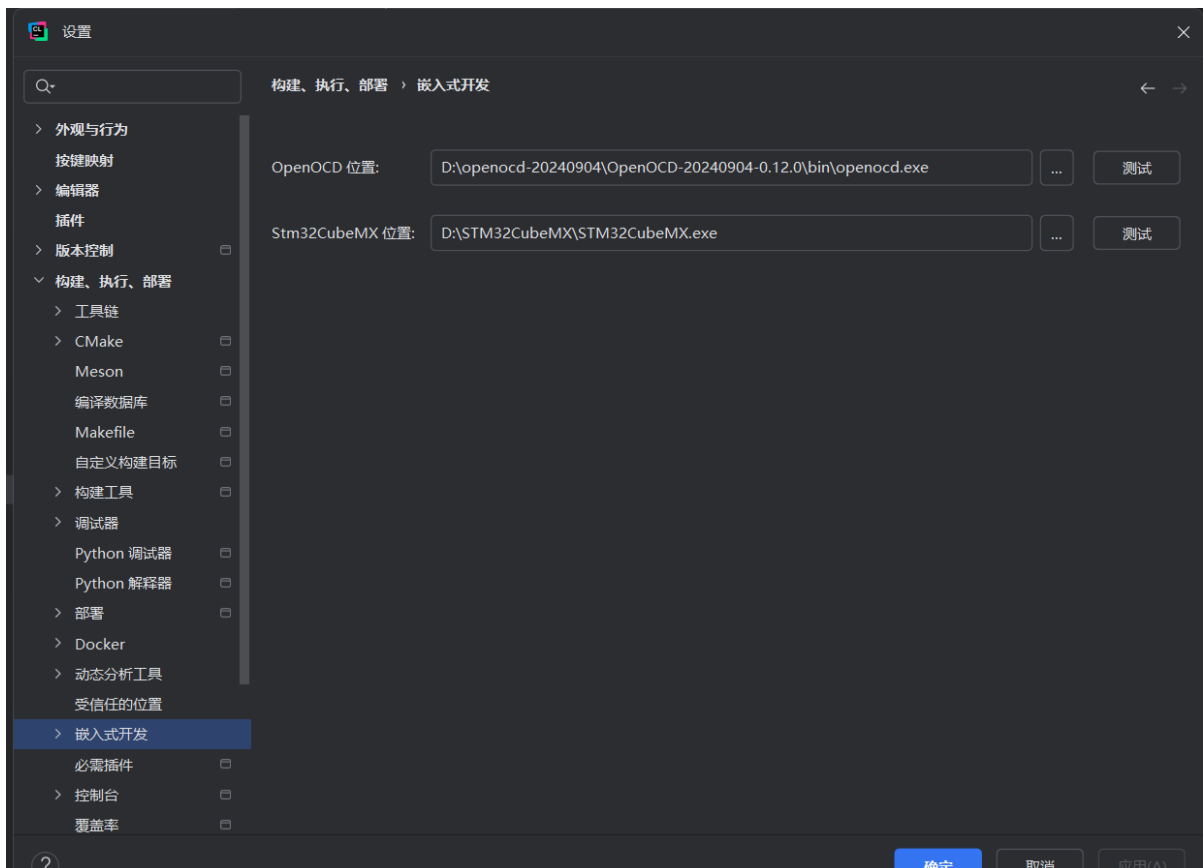 CL
设置
构建、执行、部署 › 嵌入式开发
外观与行为
按键映射
编辑器
插件
版本控制
构建、执行、部署
工具链
CMake
Meson
编译数据库
Makefile
自定义构建目标
构建工具
调试器
Python 调试器
Python 解释器
部署
Docker
动态分析工具
受信任的位置
嵌入式开发
必需插件
控制台
覆盖率
OpenOCD 位置: D:\openocd-20240904\OpenOCD-20240904-0.12.0\bin\openocd.exe ... 测试
Stm32CubeMX 位置: D:\STM32CubeMX\STM32CubeMX.exe ... 测试
? 确定 取消 应用(A)